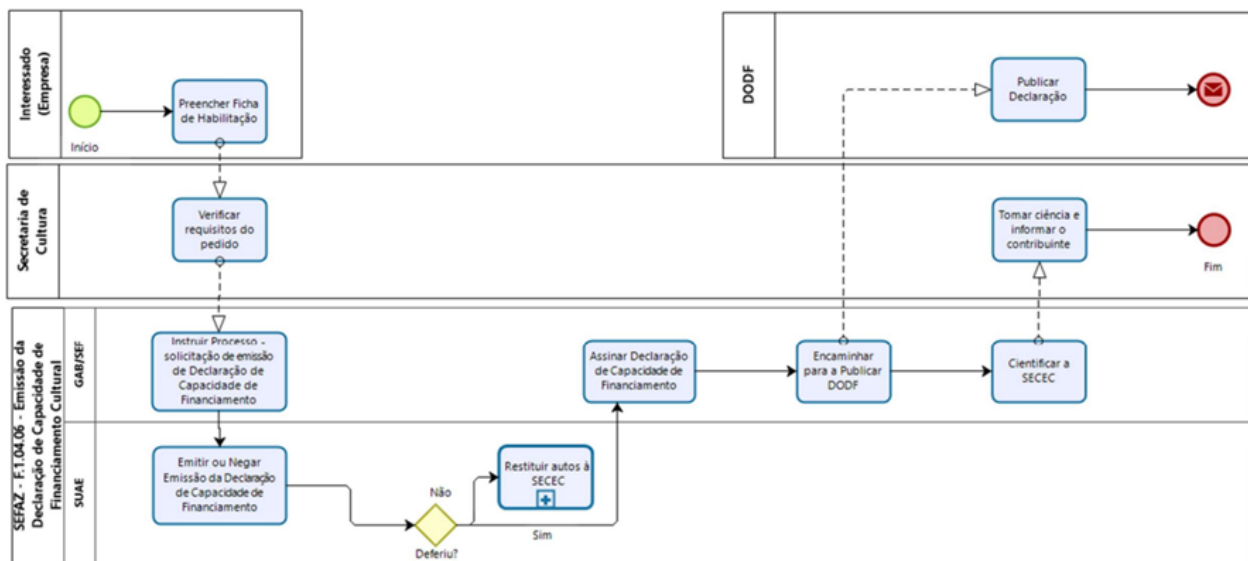 Interessado
(Empresa)
Início
Preencher Ficha
de Habilitação
DODF
Publicar
Declaração
Secretaria de
Cultura
Verificar
requisitos do
pedido
Tomar ciência e
informar o
contribuinte
Fim
SEFAZ - F.1.04.06 - Emissão da
Declaração de Capacidade de
Financiamento Cultural
GAB/SEF
Instruir Processo -
solicitação de emissão
de Declaração de
Capacidade de
Financiamento
Assinar Declaração
de Capacidade de
Financiamento
Encaminhar
para a Publicar
DODF
Cientificar a
SECEC
SUAE
Emitir ou Negar
Emissão da Declaração
de Capacidade de
Financiamento
Não
Deferiu?
Restituir autos à
SECEC
Sim